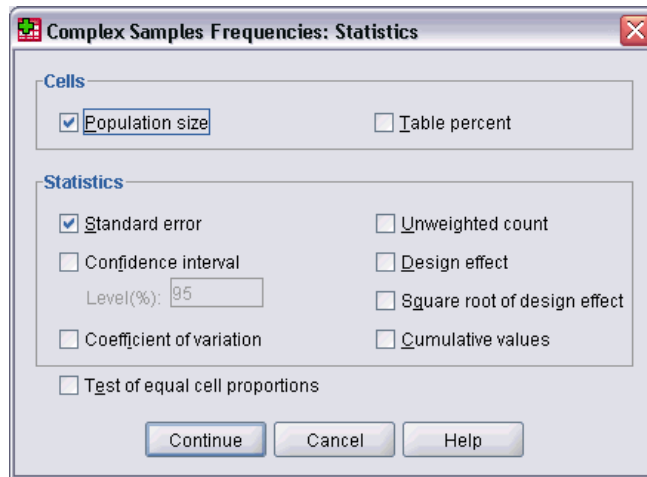 Complex Samples Frequencies: Statistics
Cells
Population size
Table percent
Statistics
Standard error
Unweighted count
Confidence interval
Design effect
Level(%): 95
Square root of design effect
Coefficient of variation
Cumulative values
Test of equal cell proportions
Continue Cancel Help